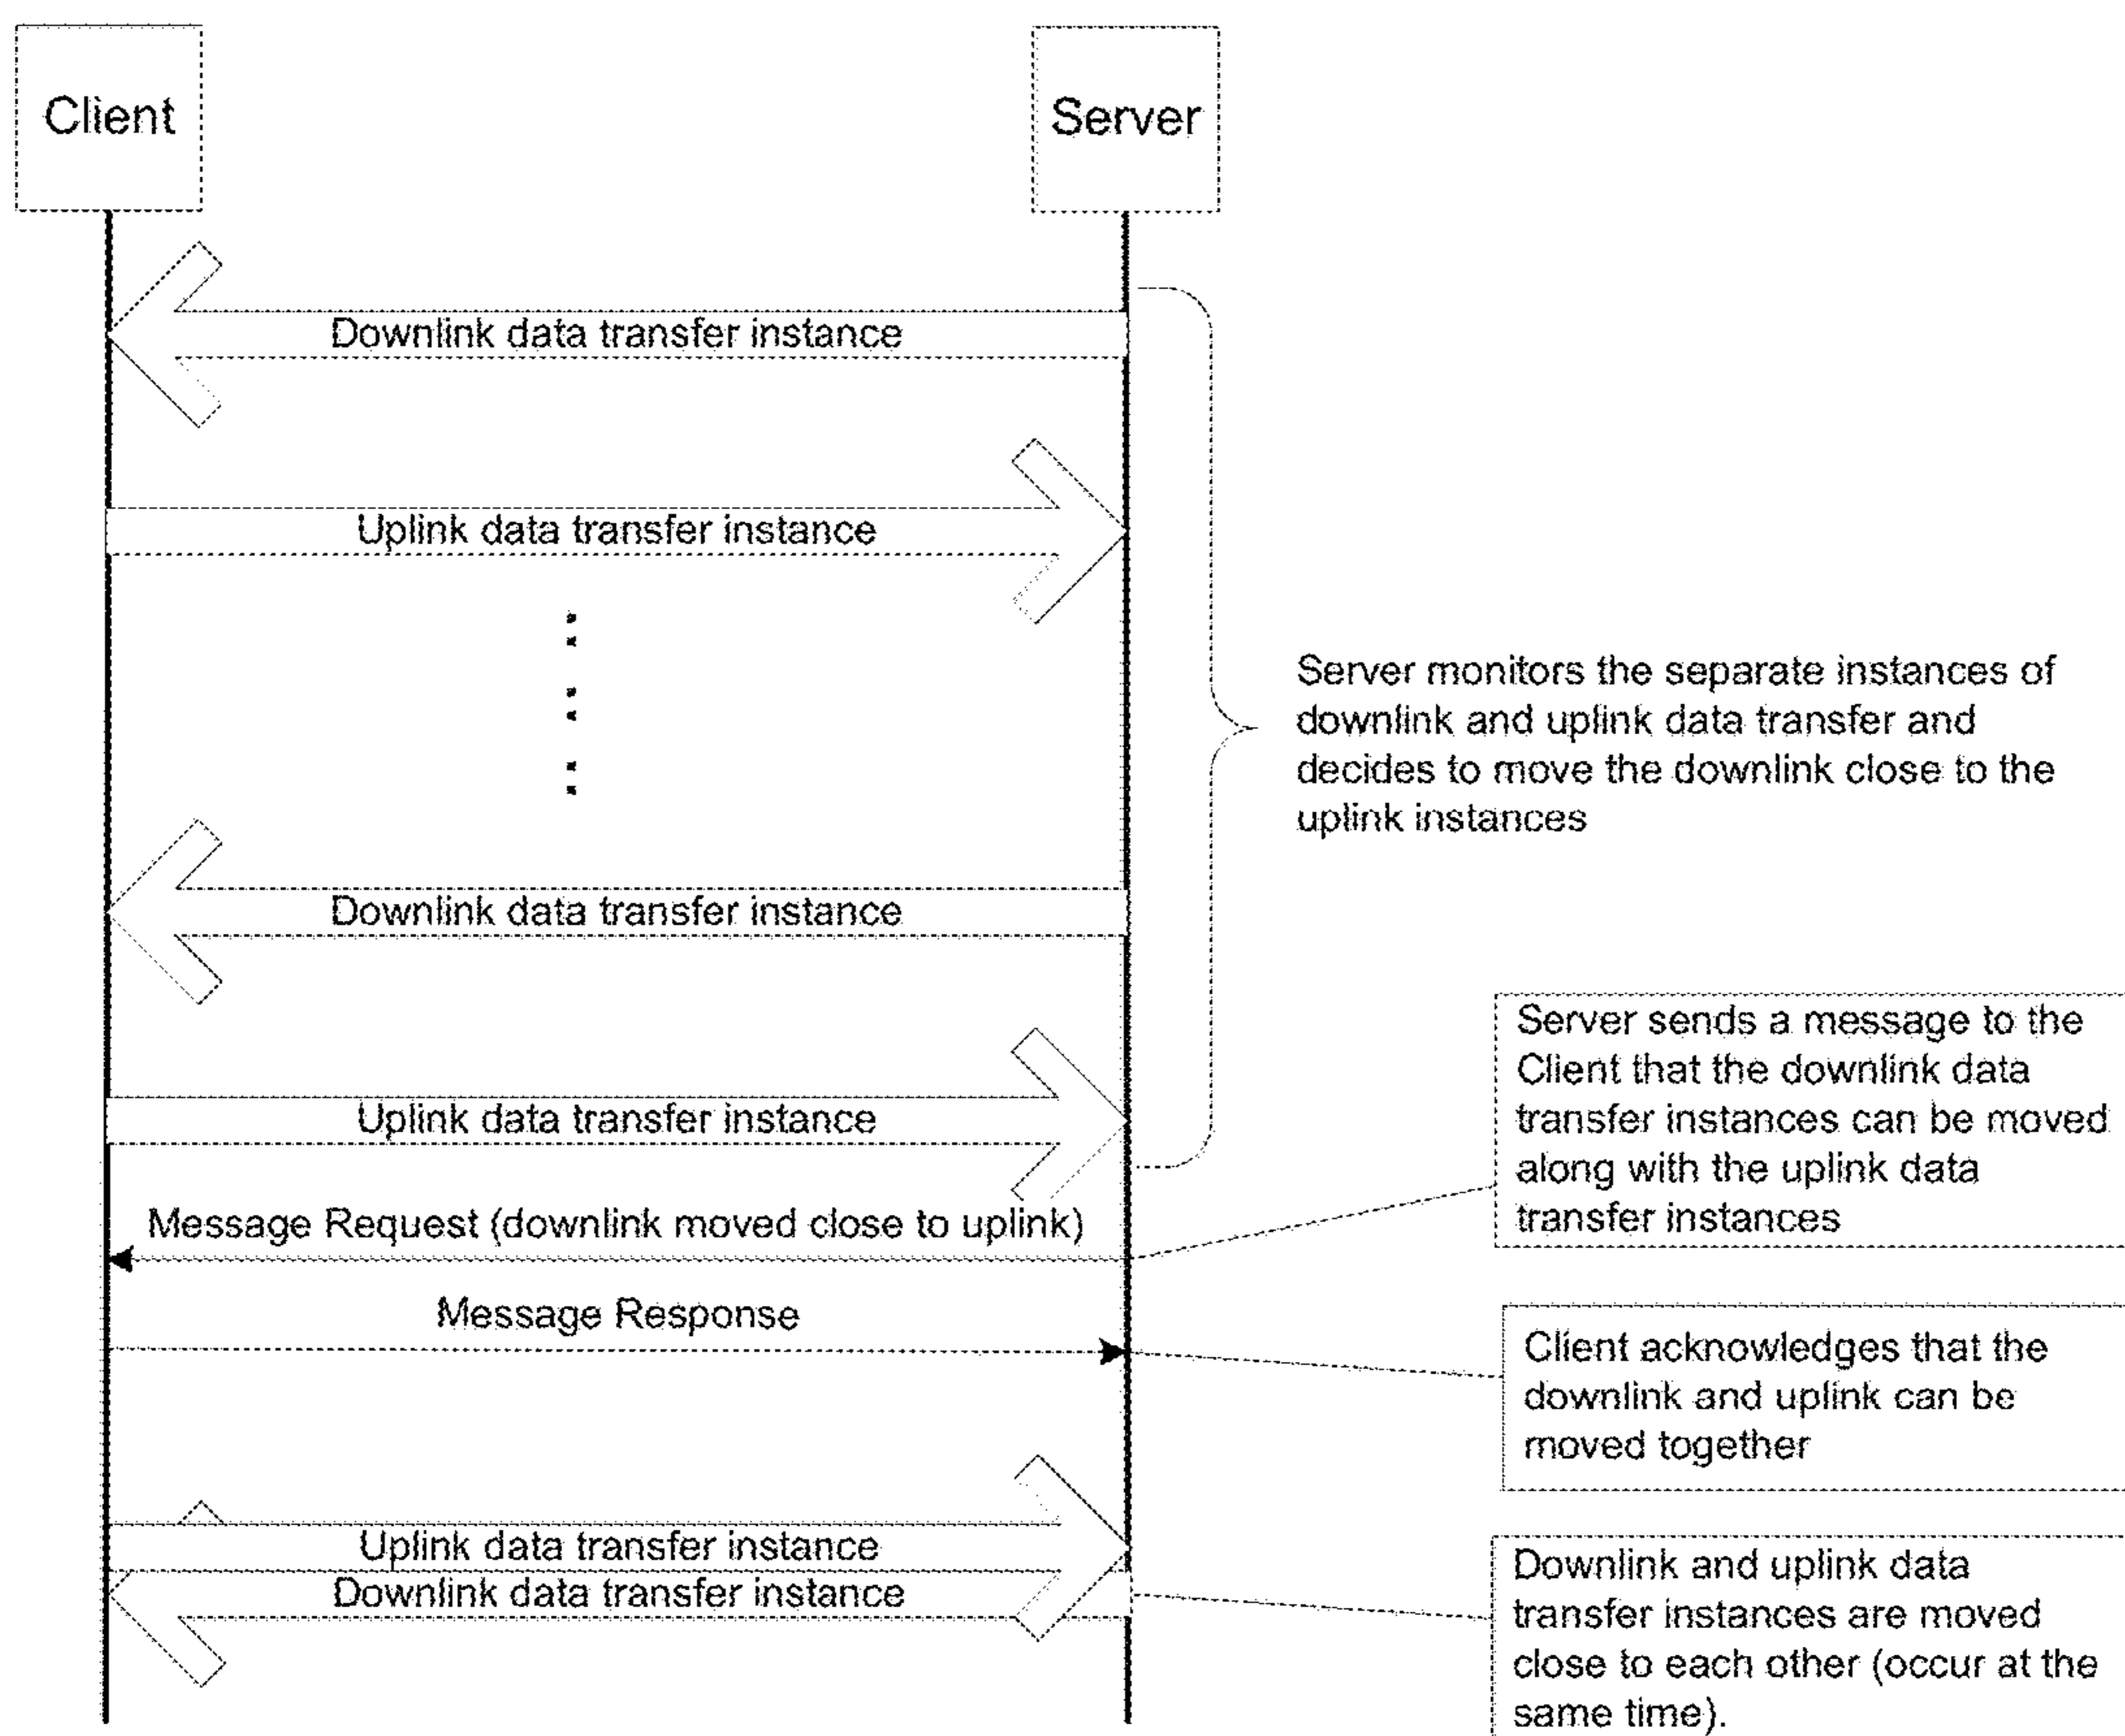 Client
Server
Downlink data transfer instance
Uplink data transfer instance
Server monitors the separate instances of
downlink and uplink data transfer and
decides to move the downlink close to the
uplink instances
Downlink data transfer instance
Uplink data transfer instance
Server sends a message to the
Client that the downlink data
transfer instances can be moved
along with the uplink data
transfer instances
Message Request (downlink moved close to uplink)
Message Response
Client acknowledges that the
downlink and uplink can be
moved together
Uplink data transfer instance
Downlink data transfer instance
Downlink and uplink data
transfer instances are moved
close to each other (occur at the
same time).